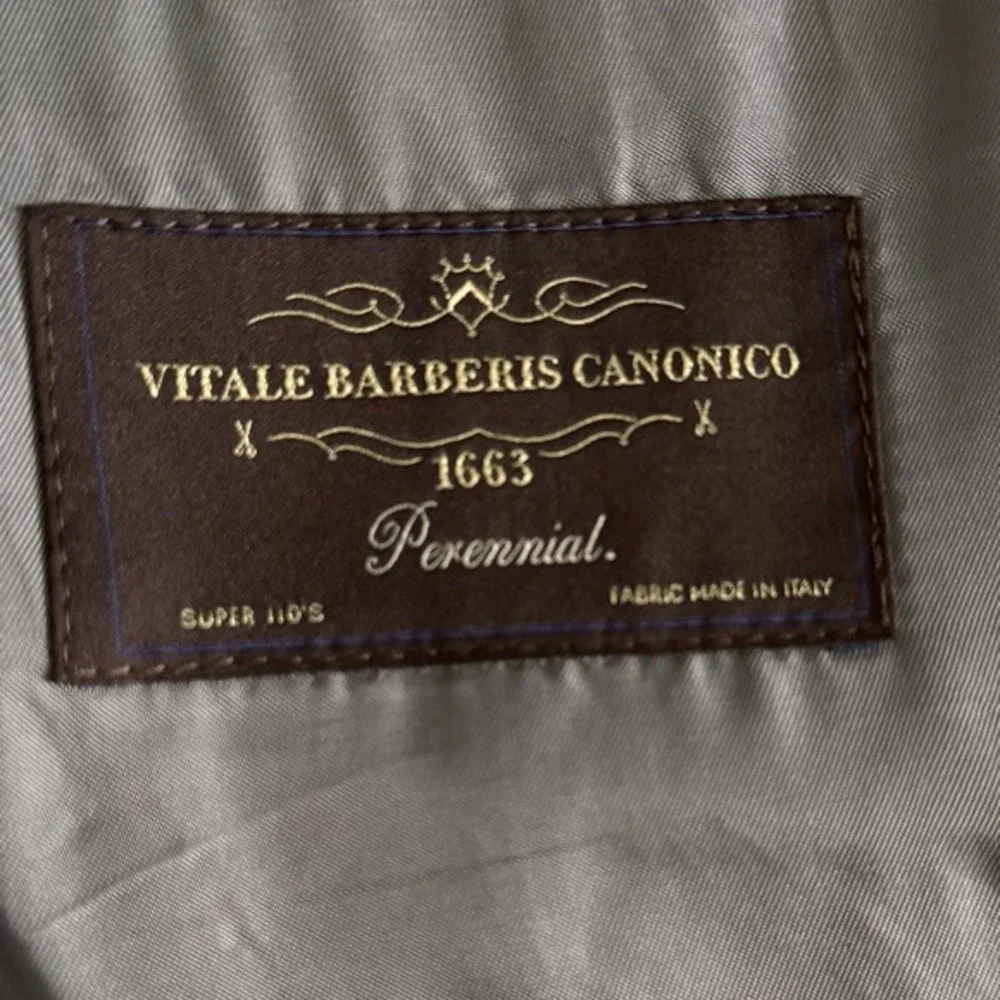 VITALE BARBERIS CANONICO
1663
Perennial.
SUPER 110'S
FABRIC MADE IN ITALY